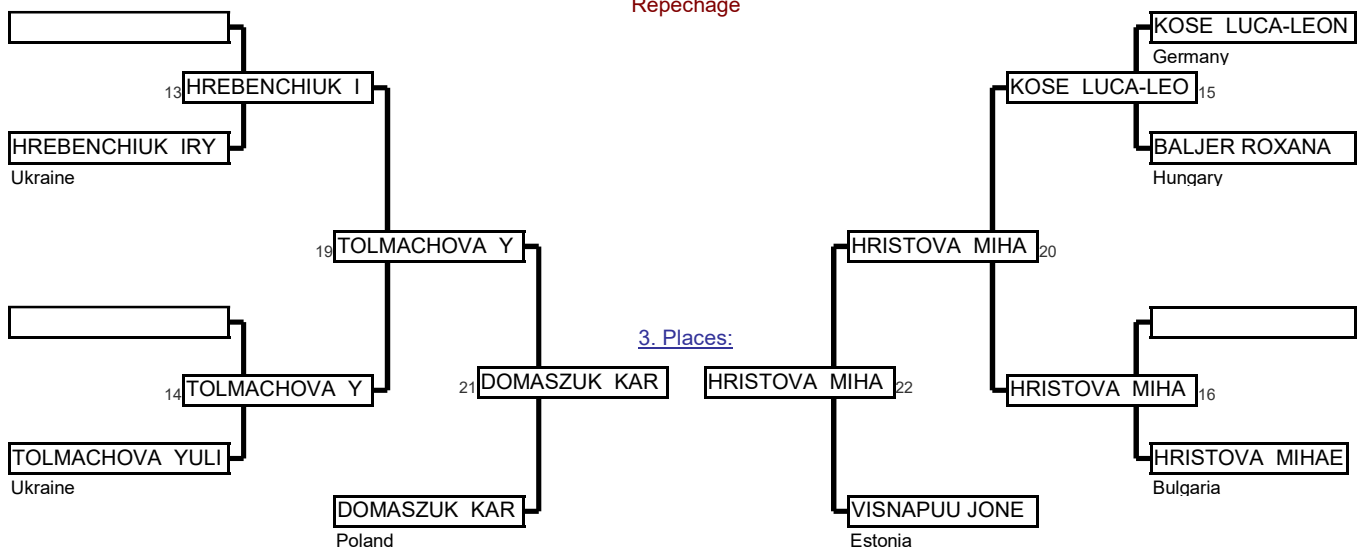 Repechage
KOSE LUCA-LEON
Germany
13 HREBENCHIUK I
KOSE LUCA-LEO 15
HREBENCHIUK IRY
Ukraine
BALJER ROXANA
Hungary
19 TOLMACHOVA Y
HRISTOVA MIHA 20
3. Places:
14 TOLMACHOVA Y
21 DOMASZUK KAR
HRISTOVA MIHA 22
HRISTOVA MIHA 16
TOLMACHOVA YULI
Ukraine
HRISTOVA MIHAE
Bulgaria
DOMASZUK KAR
Poland
VISNAPUU JONE
Estonia